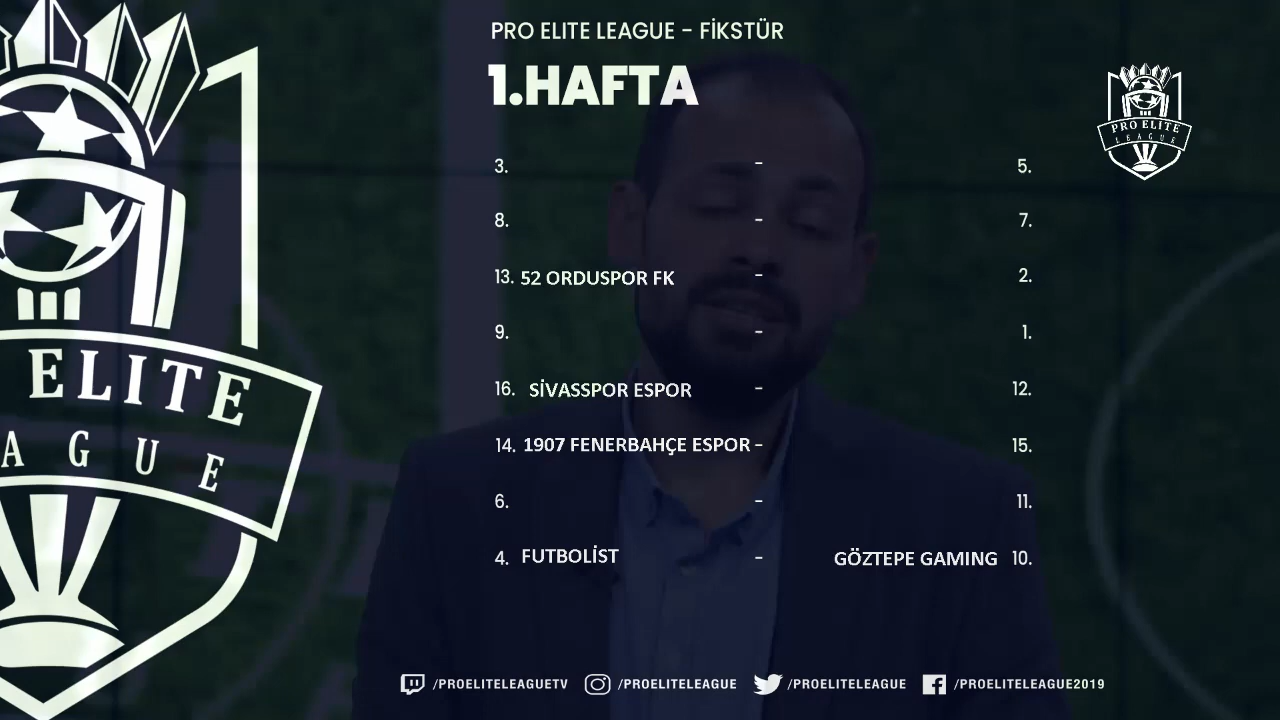 PRO ELITE LEAGUE - FİKSTÜR
1.HAFTA
PRO ELITE
LEAGUE
3. - 5.
8. - 7.
13. 52 ORDUSPOR FK - 2.
9. - 1.
16. SİVASSPOR ESPOR - 12.
14. 1907 FENERBAHÇE ESPOR - 15.
6. - 11.
4. FUTBOLİST - GÖZTEPE GAMING 10.
ELITE
AGUE
/PROELITELEAGUETV /PROELITELEAGUE /PROELITELEAGUE /PROELITELEAGUE2019